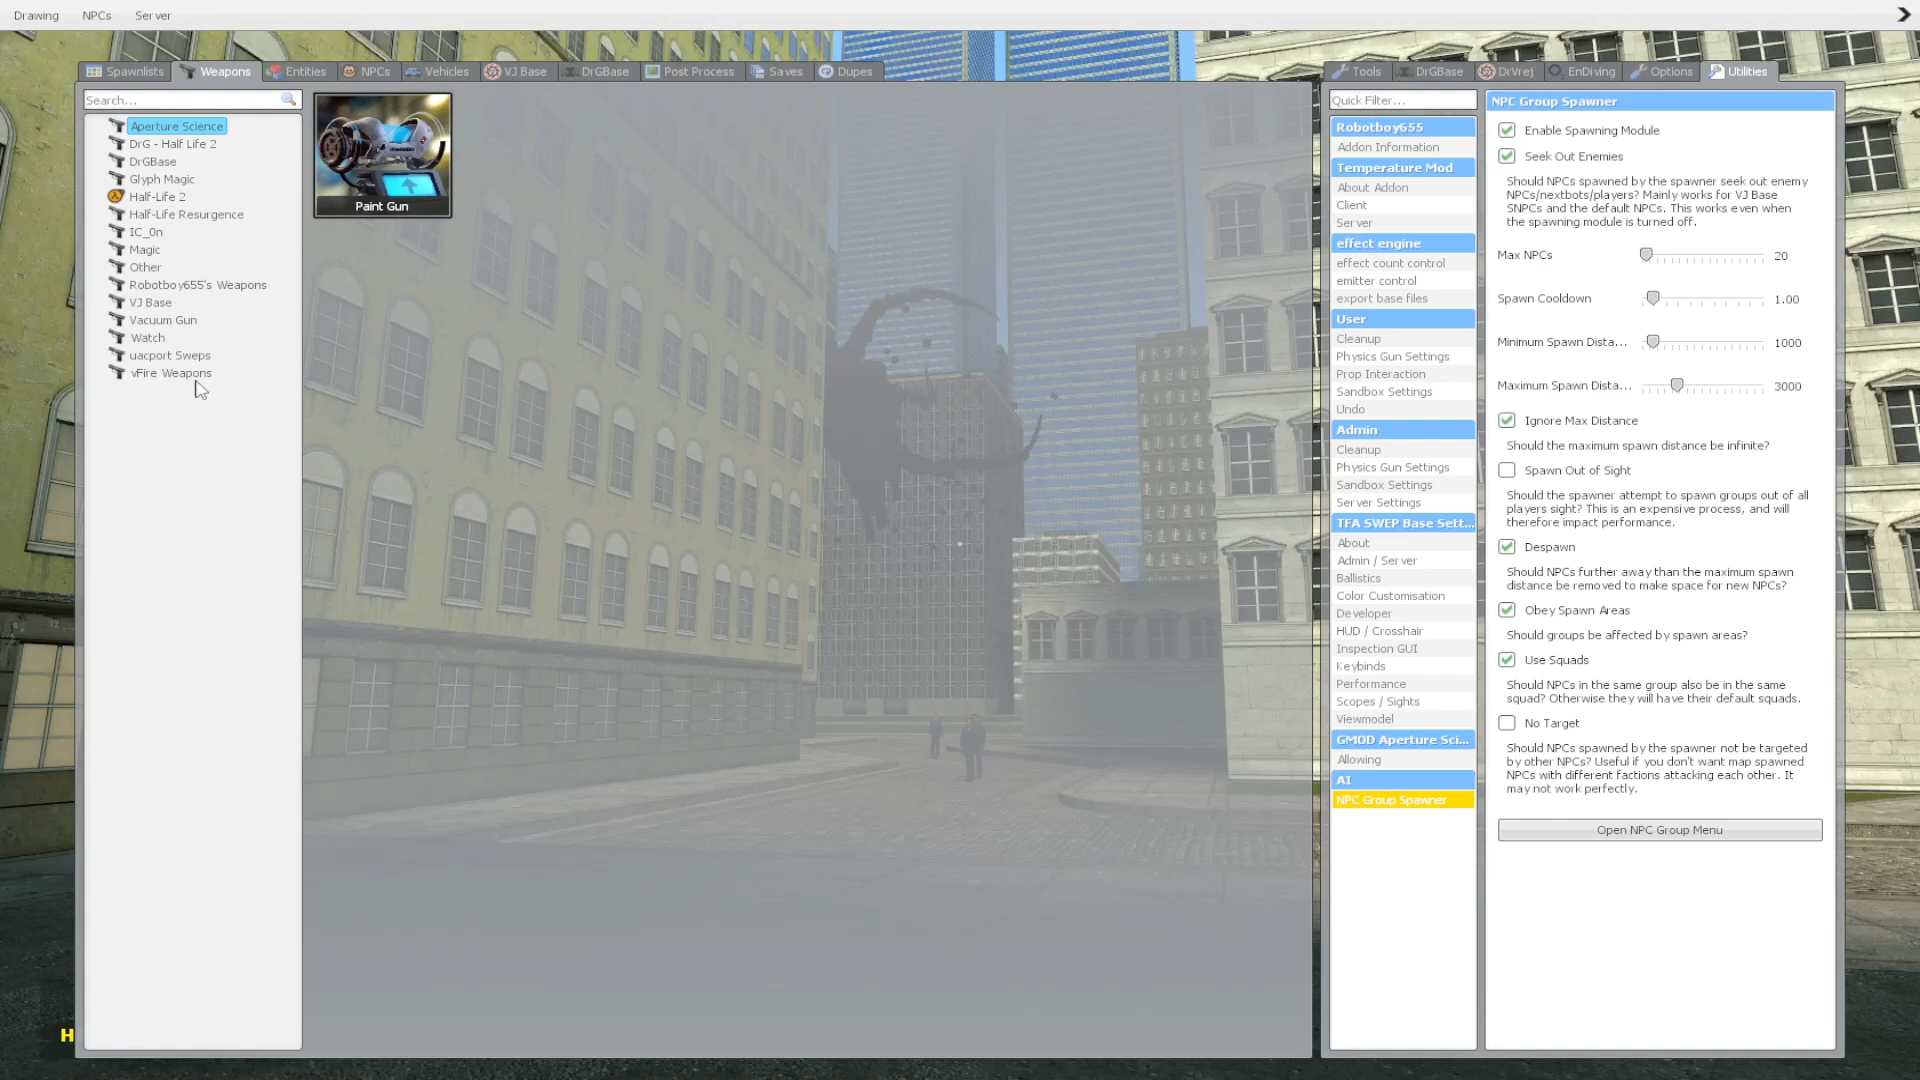 Drawing NPCs Server
Spawnlists Weapons Entities NPCs Vehicles VJ Base DrGBase Post Process Saves Dupes
Search...
Aperture Science
DrG - Half Life 2
DrGBase
Glyph Magic
Half-Life 2
Half-Life Resurgence
IC_0n
Magic
Other
Robotboy655's Weapons
VJ Base
Vacuum Gun
Watch
uacport Sweps
vFire Weapons
Paint Gun
H
Tools DrGBase DrVrej EnDiving Options Utilities
Quick Filter...
Robotboy655
Addon Information
Temperature Mod
About Addon
Client
Server
effect engine
effect count control
emitter control
export base files
User
Cleanup
Physics Gun Settings
Prop Interaction
Sandbox Settings
Undo
Admin
Cleanup
Physics Gun Settings
Sandbox Settings
Server Settings
TFA SWEP Base Sett...
About
Admin / Server
Ballistics
Color Customisation
Developer
HUD / Crosshair
Inspection GUI
Keybinds
Performance
Scopes / Sights
Viewmodel
GMOD Aperture Sci...
Allowing
AI
NPC Group Spawner
NPC Group Spawner
Enable Spawning Module
Seek Out Enemies
Should NPCs spawned by the spawner seek out enemy
NPCs/nextbots/players? Mainly works for VJ Base
SNPCs and the default NPCs. This works even when
the spawning module is turned off.
Max NPCs 20
Spawn Cooldown 1.00
Minimum Spawn Dista... 1000
Maximum Spawn Dista... 3000
Ignore Max Distance
Should the maximum spawn distance be infinite?
Spawn Out of Sight
Should the spawner attempt to spawn groups out of all
players sight? This is an expensive process, and will
therefore impact performance.
Despawn
Should NPCs further away than the maximum spawn
distance be removed to make space for new NPCs?
Obey Spawn Areas
Should groups be affected by spawn areas?
Use Squads
Should NPCs in the same group also be in the same
squad? Otherwise they will have their default squads.
No Target
Should NPCs spawned by the spawner not be targeted
by other NPCs? Useful if you don't want map spawned
NPCs with different factions attacking each other. It
may not work perfectly.
Open NPC Group Menu